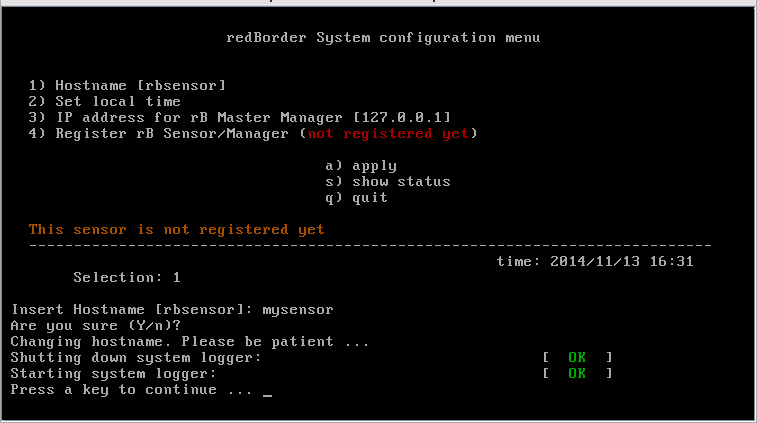 redBorder System configuration menu
1) Hostname [rbsensor]
2) Set local time
3) IP address for rB Master Manager [127.0.0.1]
4) Register rB Sensor/Manager (not registered yet)
a) apply
s) show status
q) quit
This sensor is not registered yet
----------------------------------------------------------------------------
time: 2014/11/13 16:31
Selection: 1
Insert Hostname [rbsensor]: mysensor
Are you sure (Y/n)?
Changing hostname. Please be patient ...
Shutting down system logger: [ OK ]
Starting system logger: [ OK ]
Press a key to continue ... _